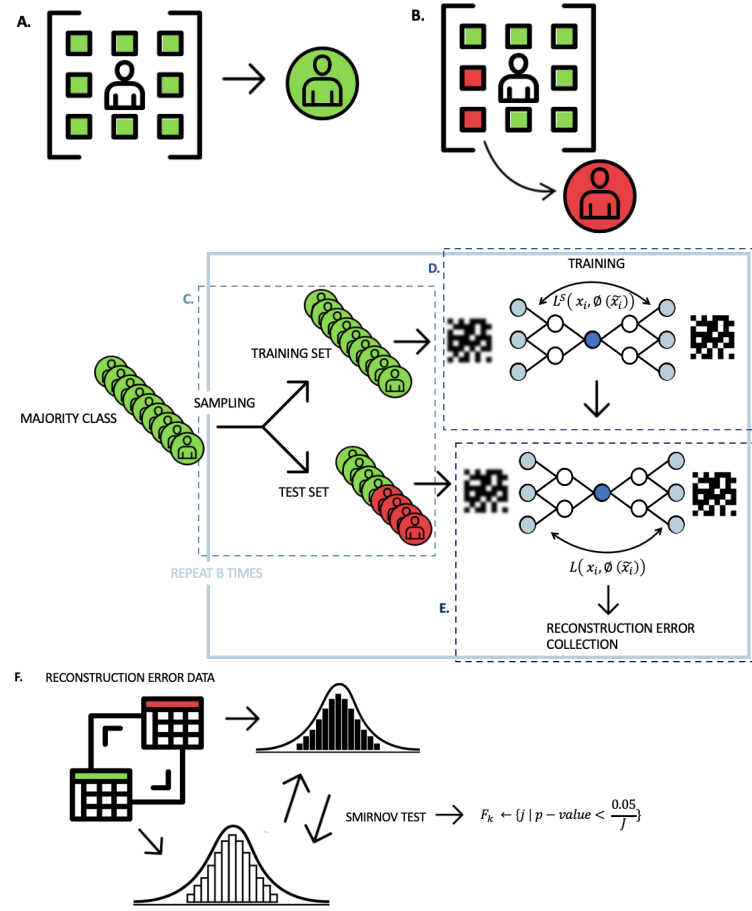 A.
B.
C.
D.
TRAINING
L^S( x_i, Ø (x̃_i))
TRAINING SET
MAJORITY CLASS
SAMPLING
TEST SET
REPEAT B TIMES
L( x_i, Ø (x̃_i))
E.
RECONSTRUCTION ERROR
COLLECTION
F. RECONSTRUCTION ERROR DATA
SMIRNOV TEST
F_k ← {j | p − value < 0.05/J}